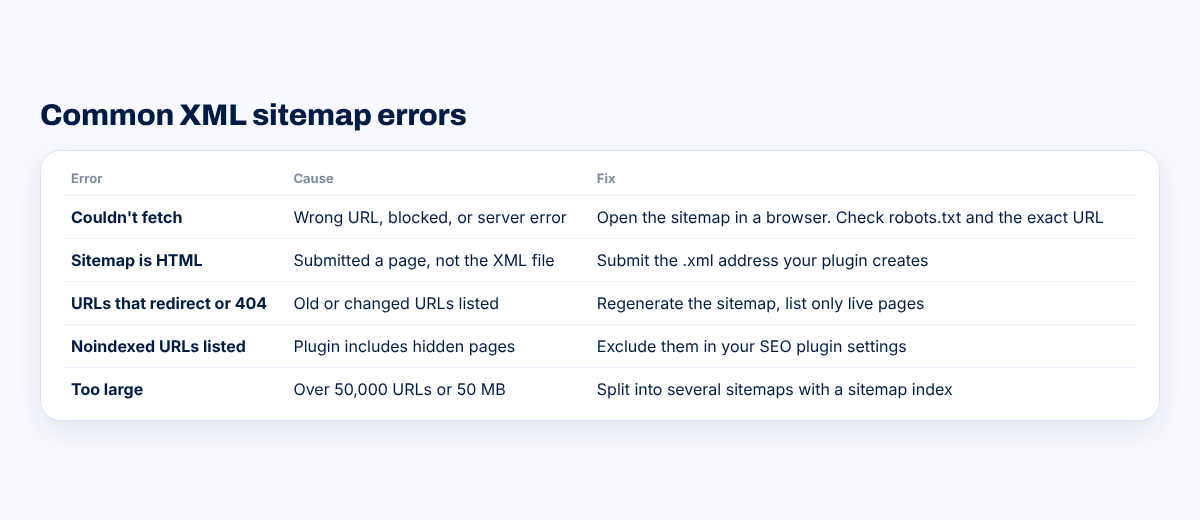 Common XML sitemap errors
Error Cause Fix
Couldn't fetch Wrong URL, blocked, or server error Open the sitemap in a browser. Check robots.txt and the exact URL
Sitemap is HTML Submitted a page, not the XML file Submit the .xml address your plugin creates
URLs that redirect or 404 Old or changed URLs listed Regenerate the sitemap, list only live pages
Noindexed URLs listed Plugin includes hidden pages Exclude them in your SEO plugin settings
Too large Over 50,000 URLs or 50 MB Split into several sitemaps with a sitemap index